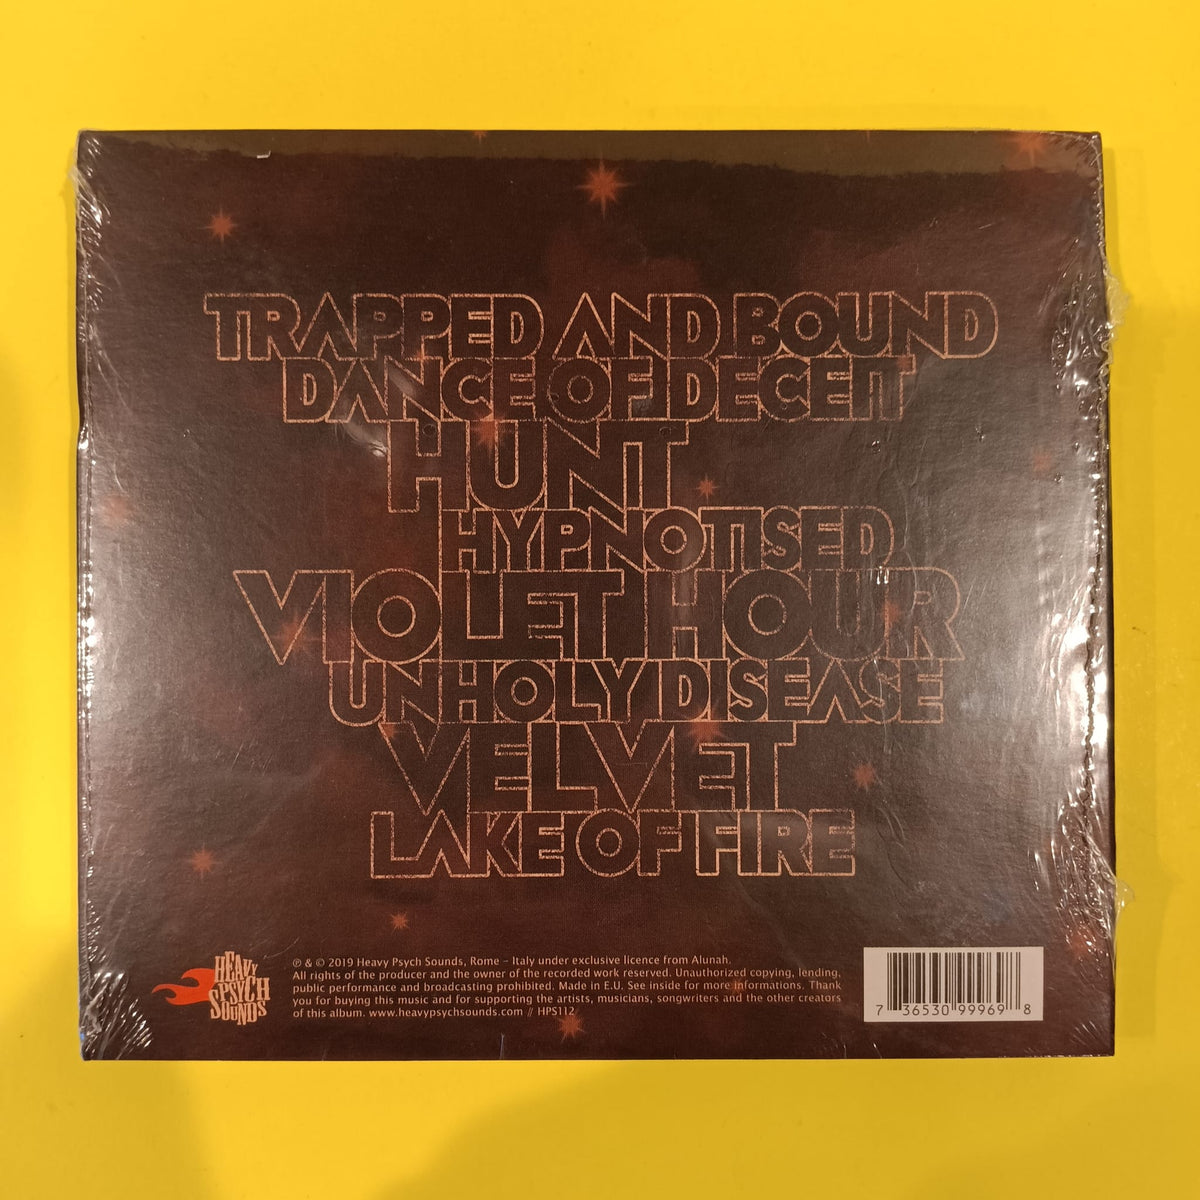 TRAPPED AND BOUND
DANCE OF DECEIT
HUNT
HYPNOTISED
VIOLET HOUR
UNHOLY DISEASE
VELVET
LAKE OF FIRE
HEAVY
PSYCH
SOUNDS
℗ & © 2019 Heavy Psych Sounds, Rome – Italy under exclusive licence from Alunah.
All rights of the producer and the owner of the recorded work reserved. Unauthorized copying, lending,
public performance and broadcasting prohibited. Made in E.U. See inside for more informations. Thank
you for buying this music and for supporting the artists, musicians, songwriters and the other creators
of this album. www.heavypsychsounds.com // HPS112
7 36530 99969 8